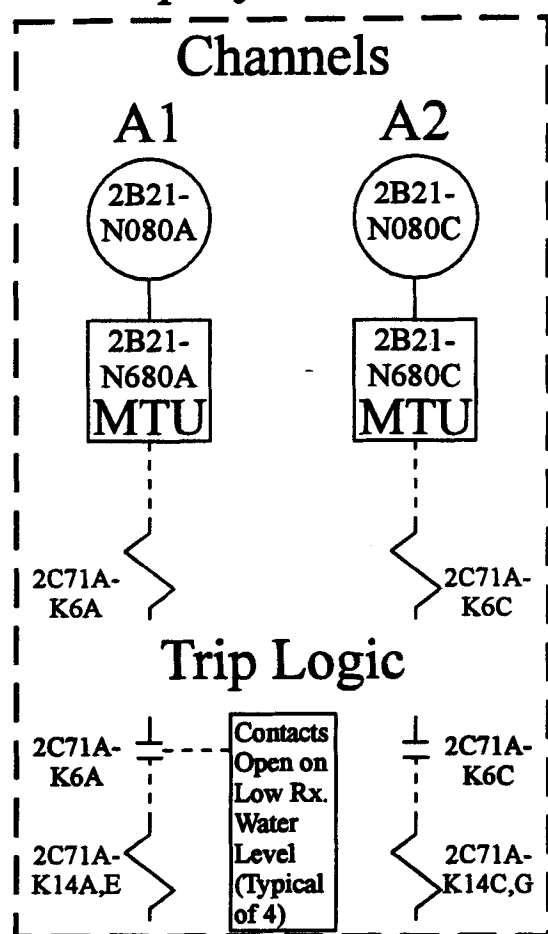 Channels
A1 A2
2B21-
N080A
2B21-
N080C
2B21-
N680A
MTU
2B21-
N680C
MTU
2C71A-
K6A
2C71A-
K6C
Trip Logic
2C71A-
K6A
Contacts
Open on
Low Rx.
Water
Level
(Typical
of 4)
2C71A-
K6C
2C71A-
K14A,E
2C71A-
K14C,G